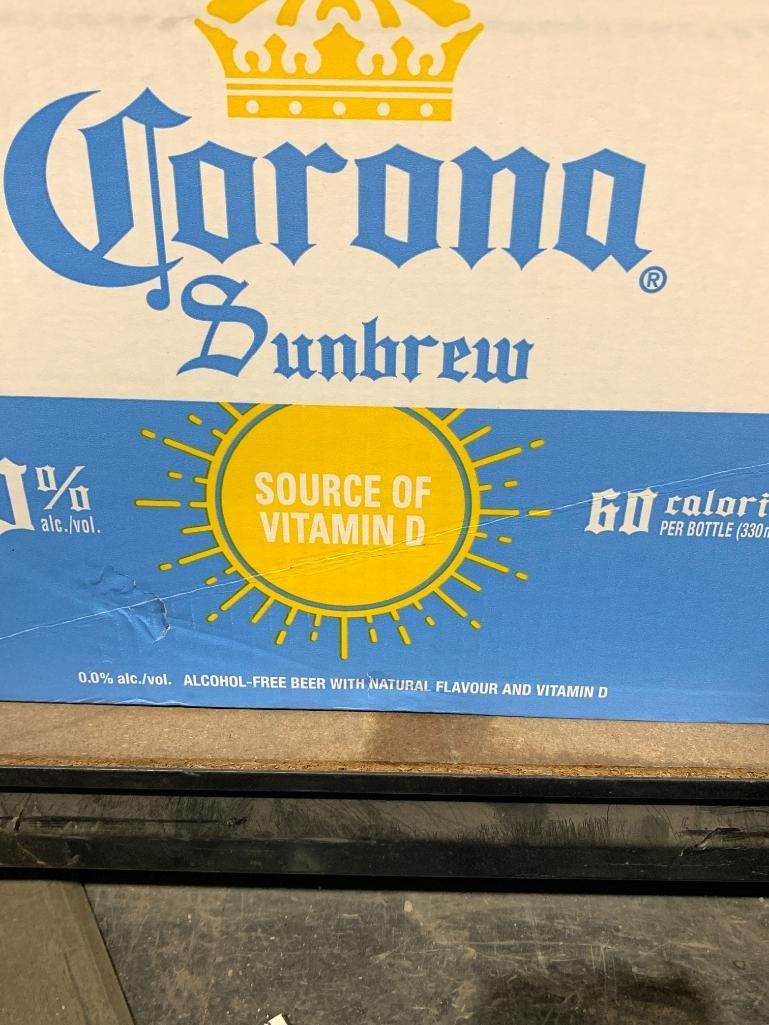 Corona®
Sunbrew
SOURCE OF
VITAMIN D
%
alc./vol.
60
PER BOTTLE
0.0% alc./vol. ALCOHOL-FREE BEER WITH NATURAL FLAVOUR AND VITAMIN D